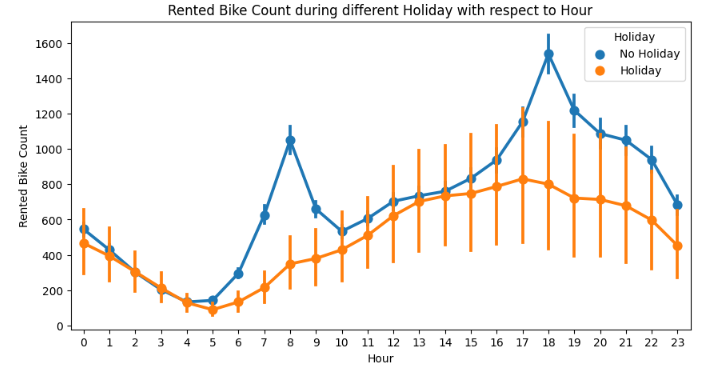 Rented Bike Count during different Holiday with respect to Hour
Holiday
No Holiday
Holiday
Rented Bike Count
1600
1400
1200
1000
800
600
400
200
0
0 1 2 3 4 5 6 7 8 9 10 11 12 13 14 15 16 17 18 19 20 21 22 23
Hour